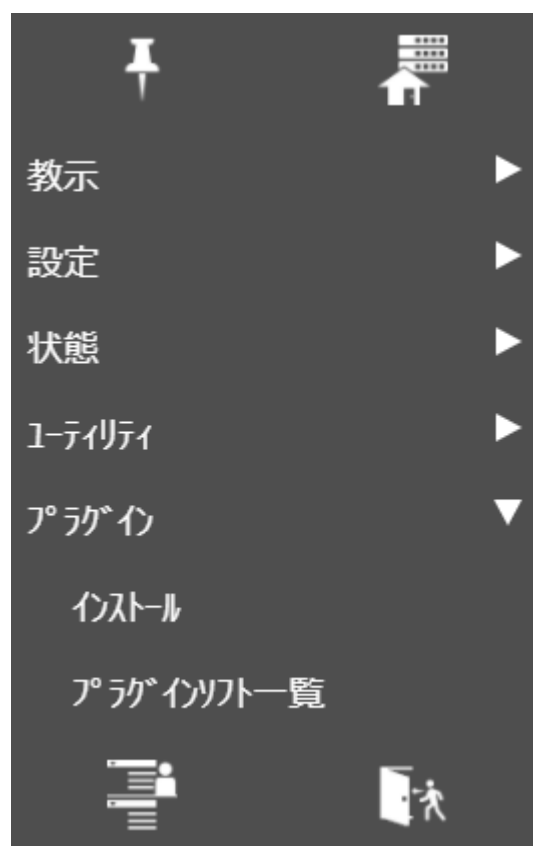 教示
設定
状態
ﾕｰﾃｨﾘﾃｨ
ﾌﾟﾗｸﾞｲﾝ
ｲﾝｽﾄｰﾙ
ﾌﾟﾗｸﾞｲﾝｿﾌﾄ一覧